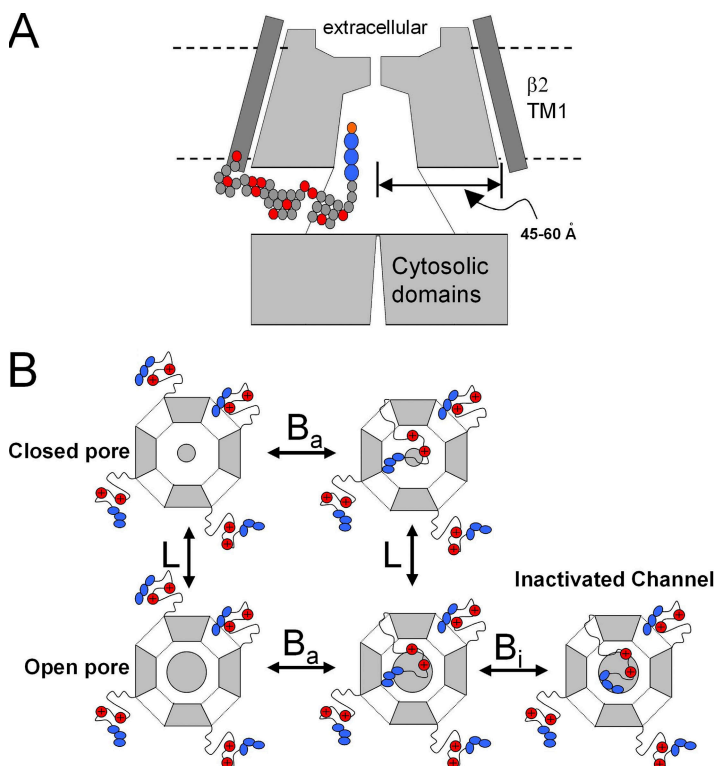 A
extracellular
β2
TM1
45-60 Å
Cytosolic
domains
B
Closed pore
Ba
L
L
Inactivated Channel
Open pore
Ba
Bi